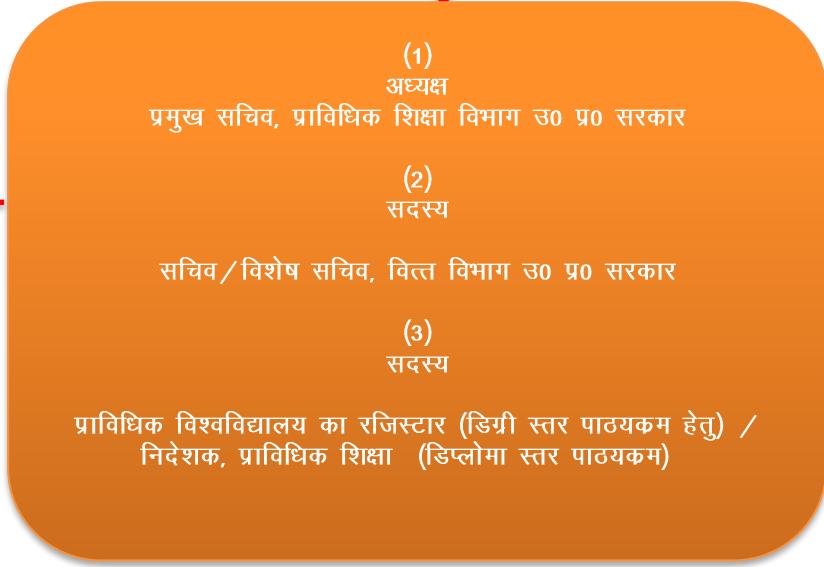 (1)
अध्यक्ष
प्रमुख सचिव, प्राविधिक शिक्षा विभाग उ0 प्र0 सरकार
(2)
सदस्य
सचिव/विशेष सचिव, वित्त विभाग उ0 प्र0 सरकार
(3)
सदस्य
प्राविधिक विश्वविद्यालय का रजिस्टार (डिग्री स्तर पाठयकम हेतु) /
निदेशक, प्राविधिक शिक्षा (डिप्लोमा स्तर पाठयकम)